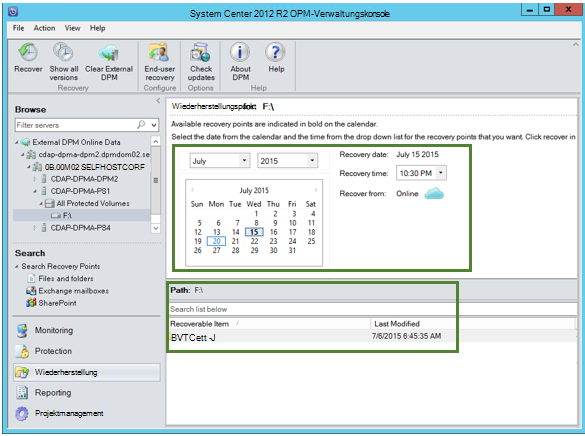 System Center 2012 R2 OPM-Verwaltungskonsole
File Action View Help
Recover Show all versions Clear External DPM End-user recovery Check updates About DPM Help
Recovery Configure Options Help
Browse
Filter servers
External DPM Online Data
cdap-dpma-dpm2.dpmdom02.se
0B.00M02 SELFHOSTCORF
CDAP-DPMA-DPM2
CDAP-DPMA-PS1
All Protected Volumes
F:\
CDAP-DPMA-PS4
Search
Search Recovery Points
Files and folders
Exchange mailboxes
SharePoint
Monitoring
Protection
Wiederherstellung
Reporting
Projektmanagement
F:\
Available recovery points are indicated in bold on the calendar.
Select the date from the calendar and the time from the drop down list for the recovery points that you want. Click recover in
July 2015
July 2015
Sun Mon Tue Wed Thu Fri Sat
1 2 3 4
5 6 7 8 9 10 11
12 13 14 15 16 17 18
19 20 21 22 23 24 25
26 27 28 29 30 31
Recovery date: July 15 2015
Recovery time: 10:30 PM
Recover from: Online
Path: F:\
Search list below
Recoverable Item / Last Modified
BVTCett -J 7/6/2015 6:45:35 AM